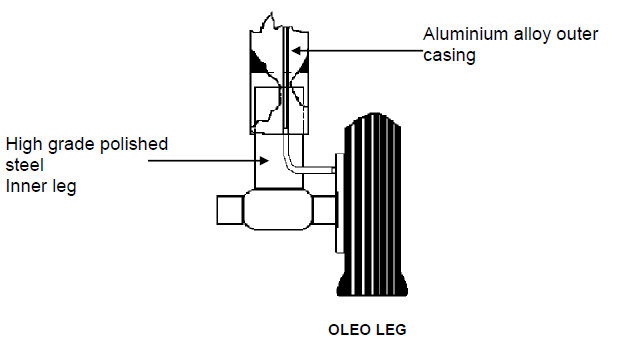 Aluminium alloy outer
casing
High grade polished
steel
Inner leg
OLEO LEG